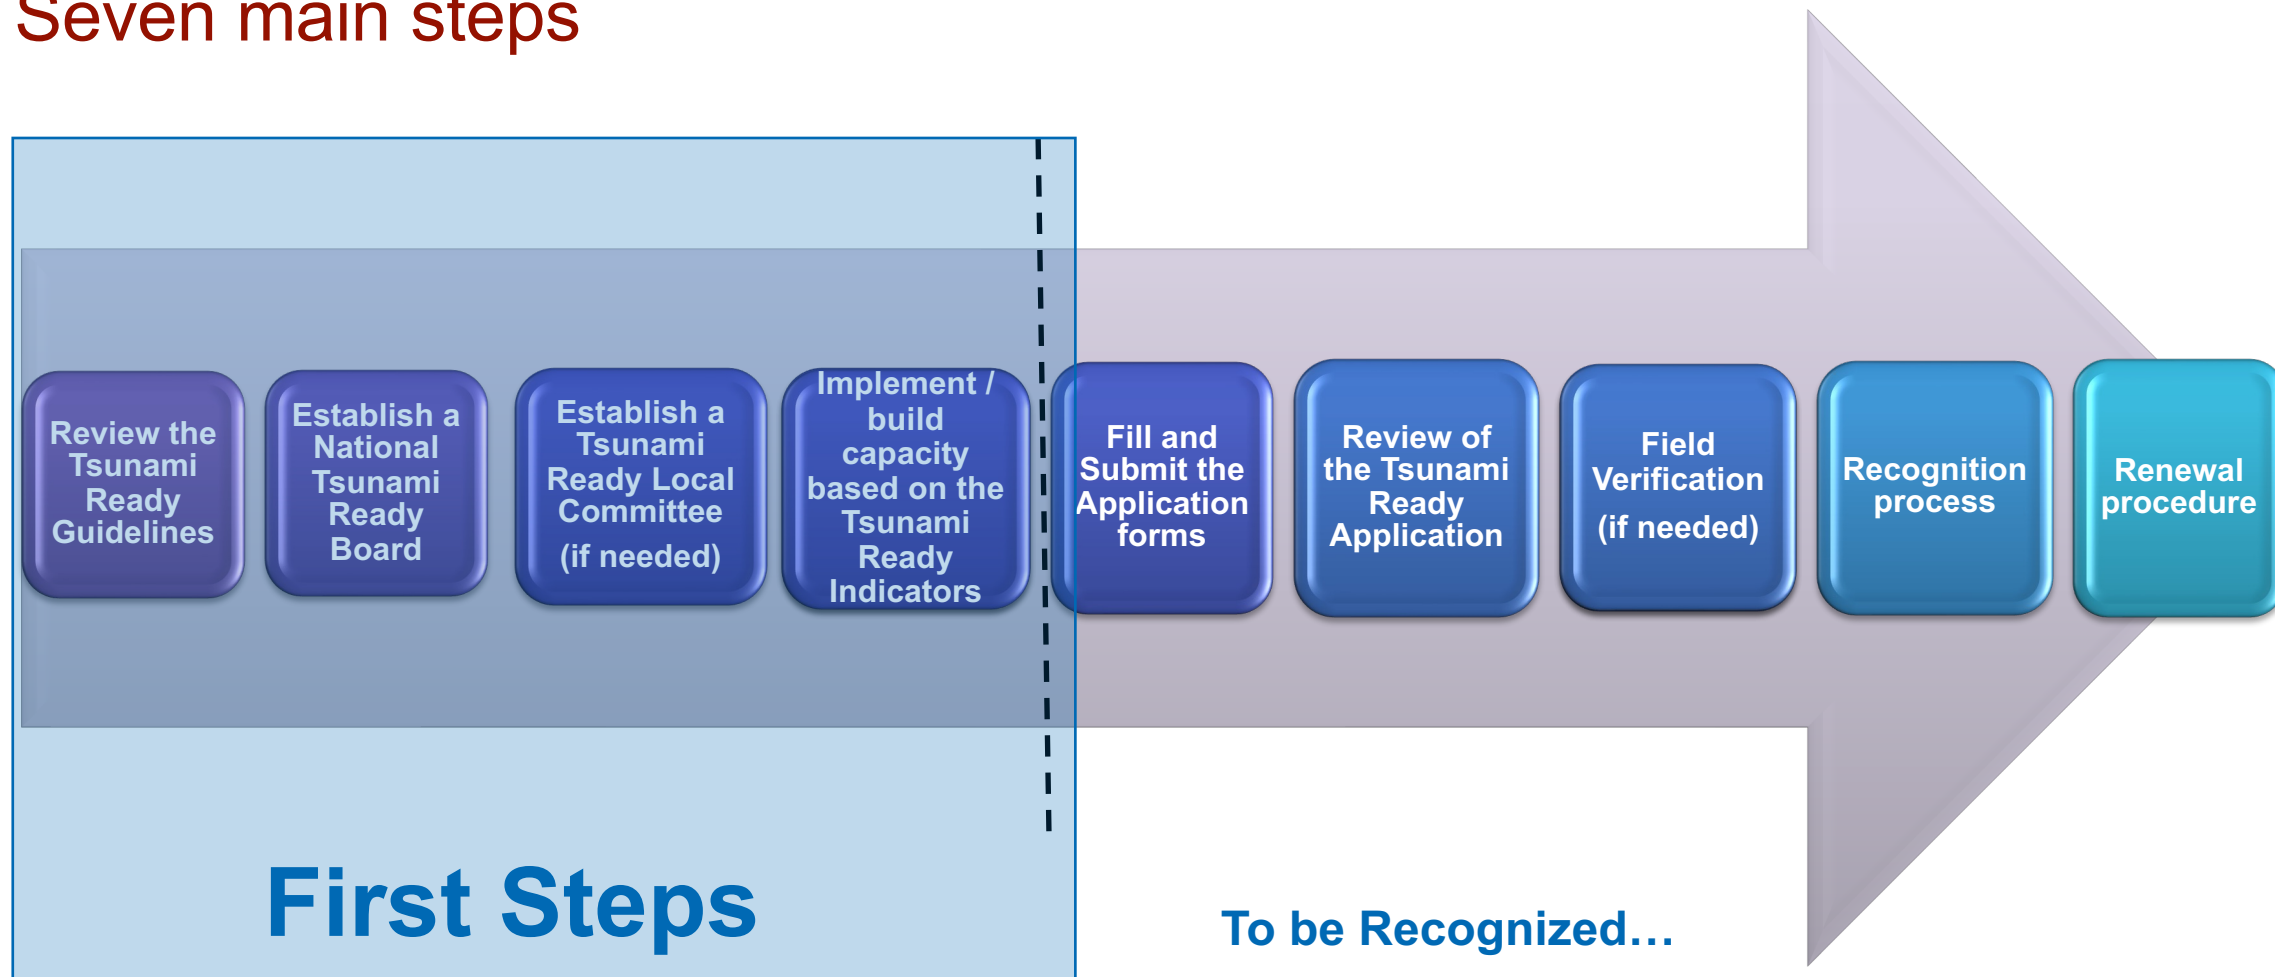 Seven main steps
Review the
Tsunami
Ready
Guidelines
Establish a
National
Tsunami
Ready
Board
Establish a
Tsunami
Ready Local
Committee
(if needed)
Implement /
build
capacity
based on the
Tsunami
Ready
Indicators
Fill and
Submit the
Application
forms
Review of
the Tsunami
Ready
Application
Field
Verification
(if needed)
Recognition
process
Renewal
procedure
First Steps
To be Recognized…